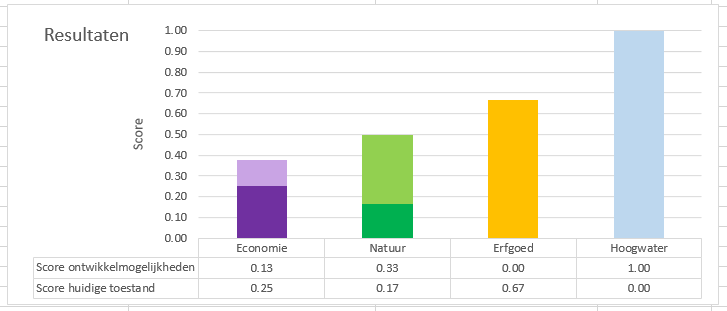 Resultaten
Score
1.00
0.90
0.80
0.70
0.60
0.50
0.40
0.30
0.20
0.10
0.00
Economie Natuur Erfgoed Hoogwater
Score ontwikkelmogelijkheden 0.13 0.33 0.00 1.00
Score huidige toestand 0.25 0.17 0.67 0.00